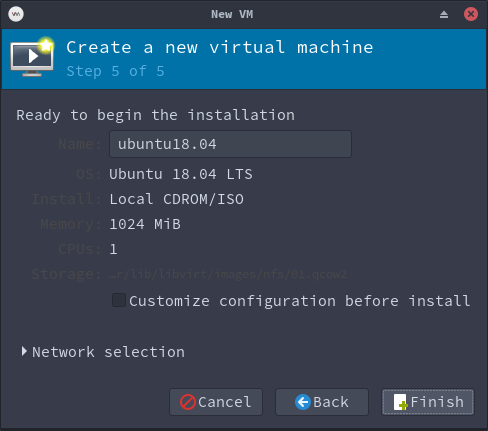 New VM
Create a new virtual machine
Step 5 of 5
Ready to begin the installation
Name: ubuntu18.04
OS: Ubuntu 18.04 LTS
Install: Local CDROM/ISO
Memory: 1024 MiB
CPUs: 1
Storage: …r/lib/libvirt/images/nfs/01.qcow2
Customize configuration before install
Network selection
Cancel Back Finish